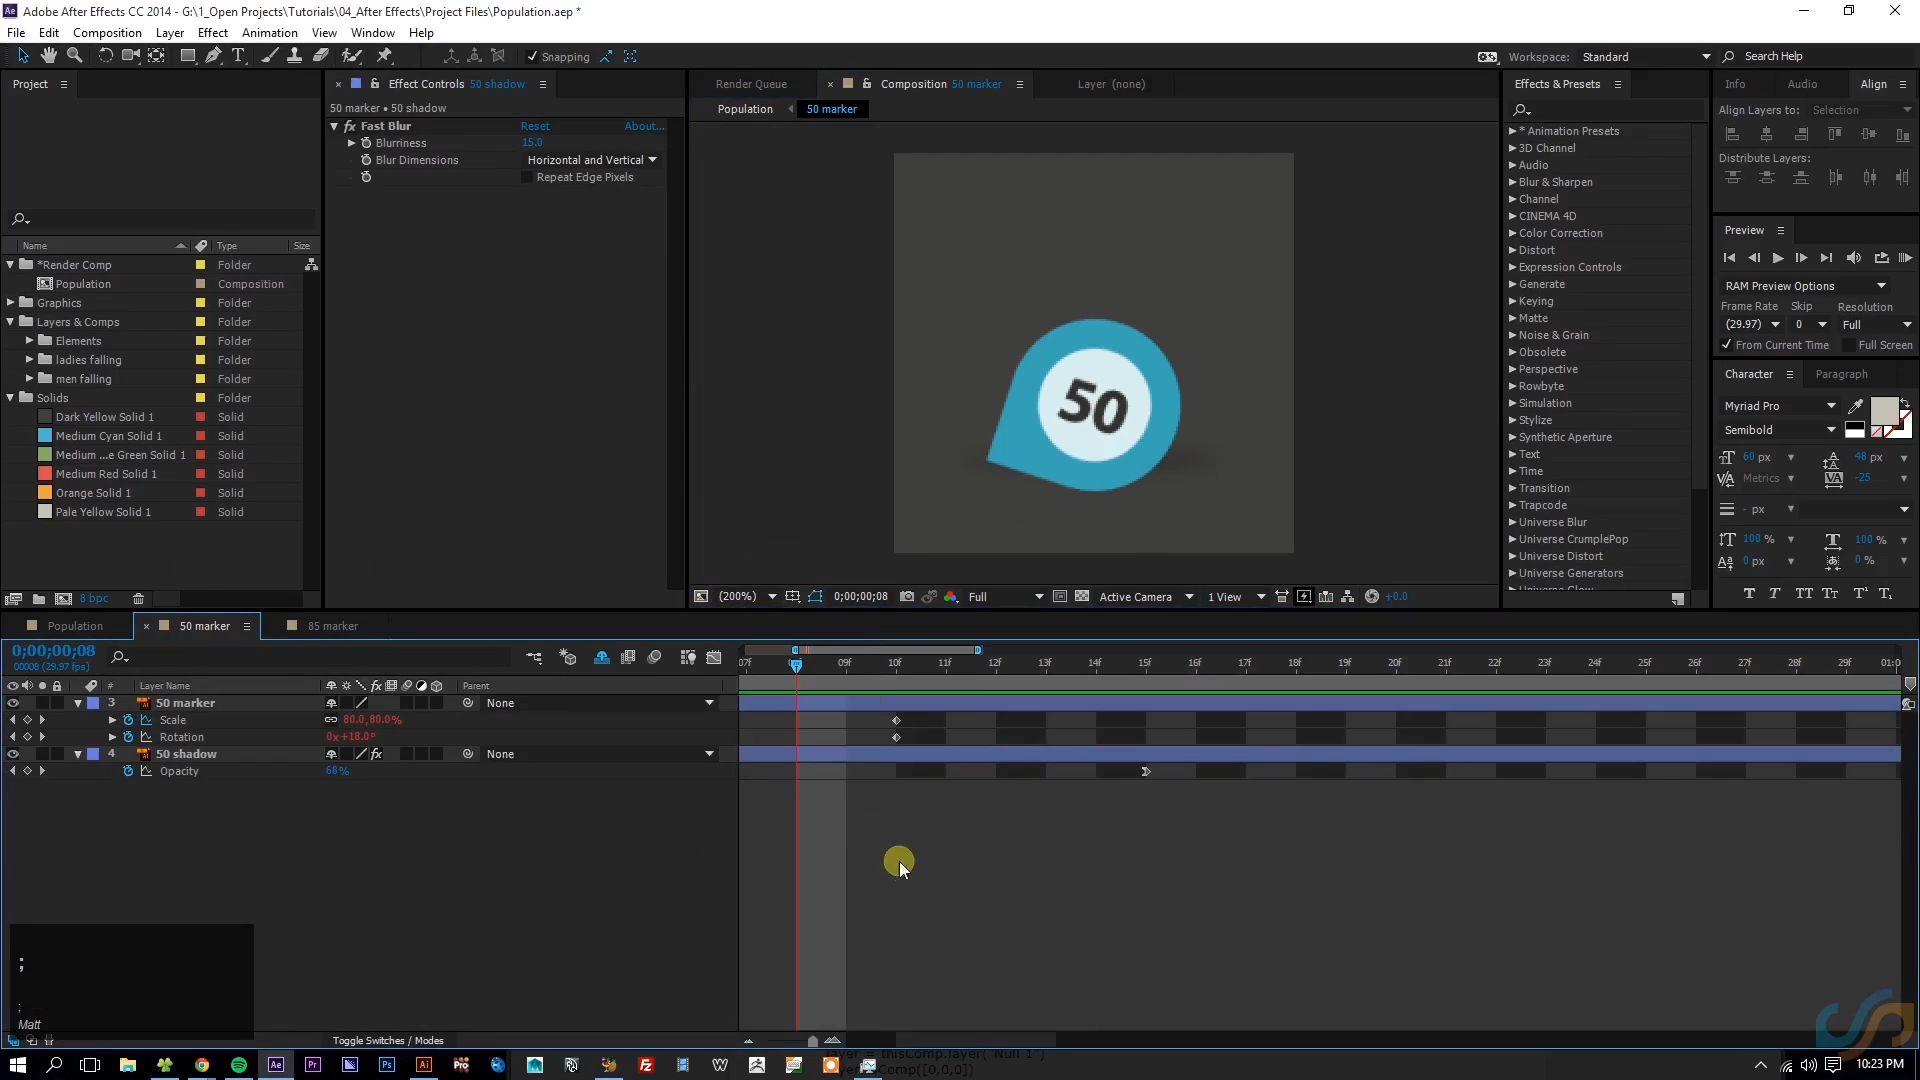 Adobe After Effects CC 2014 - G:\1_Open Projects\Tutorials\04_After Effects\Project Files\Population.aep *
File Edit Composition Layer Effect Animation View Window Help
Snapping
Workspace: Standard
Search Help
Project
Effect Controls 50 shadow
50 marker • 50 shadow
Fast Blur Reset About...
Blurriness 15.0
Blur Dimensions Horizontal and Vertical
Repeat Edge Pixels
Name Type Size
*Render Comp Folder
Population Composition
Graphics Folder
Layers & Comps Folder
Elements Folder
ladies falling Folder
men falling Folder
Solids Folder
Dark Yellow Solid 1 Solid
Medium Cyan Solid 1 Solid
Medium ...e Green Solid 1 Solid
Medium Red Solid 1 Solid
Orange Solid 1 Solid
Pale Yellow Solid 1 Solid
8 bpc
Render Queue
Composition 50 marker
Layer (none)
Population 50 marker
50
(200%) 0;00;00;08 Full Active Camera 1 View +0.0
Effects & Presets
* Animation Presets
3D Channel
Audio
Blur & Sharpen
Channel
CINEMA 4D
Color Correction
Distort
Expression Controls
Generate
Keying
Matte
Noise & Grain
Obsolete
Perspective
Rowbyte
Simulation
Stylize
Synthetic Aperture
Text
Time
Transition
Trapcode
Universe Blur
Universe CrumplePop
Universe Distort
Universe Generators
Universe Glow
Info Audio Align
Align Layers to: Selection
Distribute Layers:
Preview
RAM Preview Options
Frame Rate Skip Resolution
(29.97) 0 Full
From Current Time Full Screen
Character Paragraph
Myriad Pro
Semibold
60 px 48 px
Metrics -25
- px
100 % 100 %
0 px 0 %
T T TT Tt T¹ T₁
Population 50 marker 85 marker
0;00;00;08
00008 (29.97 fps)
# Layer Name Parent
07f 09f 10f 11f 12f 13f 14f 15f 16f 17f 18f 19f 20f 21f 22f 23f 24f 25f 26f 27f 28f 29f 01:0
3 50 marker None
Scale 80.0,80.0%
Rotation 0x+18.0°
4 50 shadow None
Opacity 68%
;
;
Matt
Toggle Switches / Modes
layer = thisComp.layer("Null 1")
10:23 PM